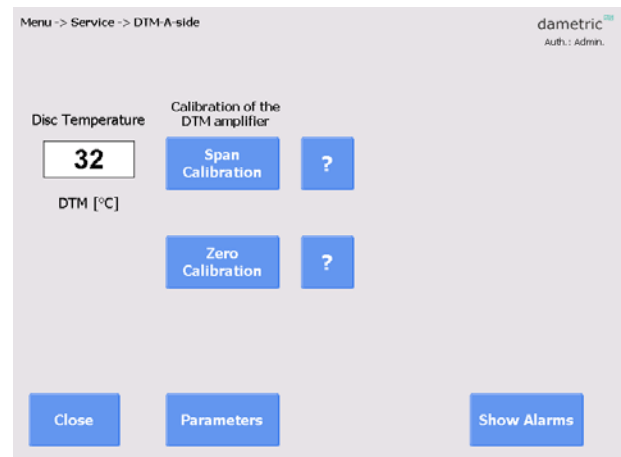 Menu -> Service -> DTM-A-side
dametric
Auth.: Admin.
Disc Temperature
32
DTM [°C]
Calibration of the
DTM amplifier
Span
Calibration
?
Zero
Calibration
?
Close
Parameters
Show Alarms